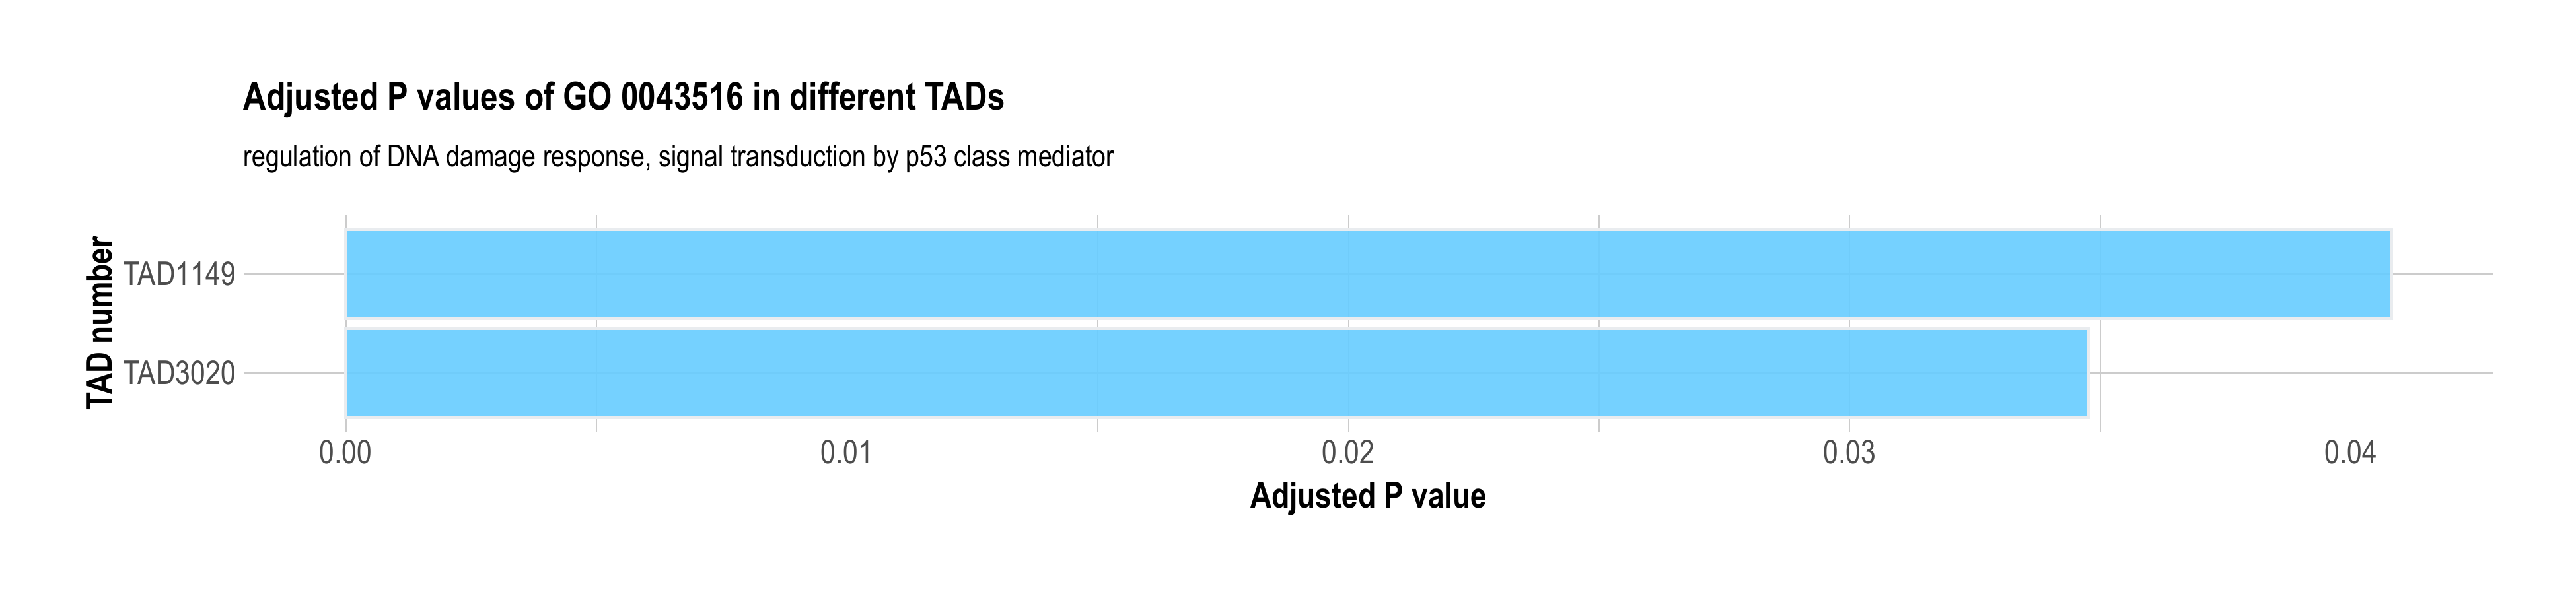 Adjusted P values of GO 0043516 in different TADs
regulation of DNA damage response, signal transduction by p53 class mediator
TAD number
TAD1149
TAD3020
0.00 0.01 0.02 0.03 0.04
Adjusted P value